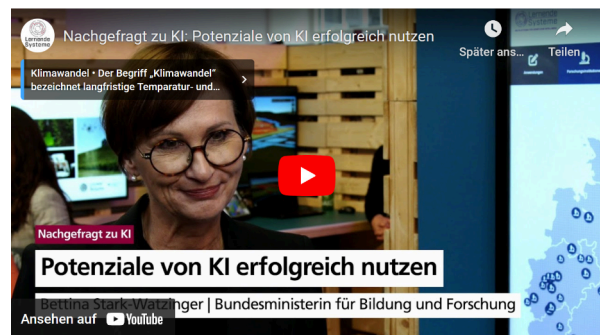 Lernende
Systeme
Nachgefragt zu KI: Potenziale von KI erfolgreich nutzen
Später ans...
Teilen
Klimawandel • Der Begriff „Klimawandel“
bezeichnet langfristige Temperatur- und...
Nachgefragt zu KI
Potenziale von KI erfolgreich nutzen
Bettina Stark-Watzinger | Bundesministerin für Bildung und Forschung
Ansehen auf YouTube